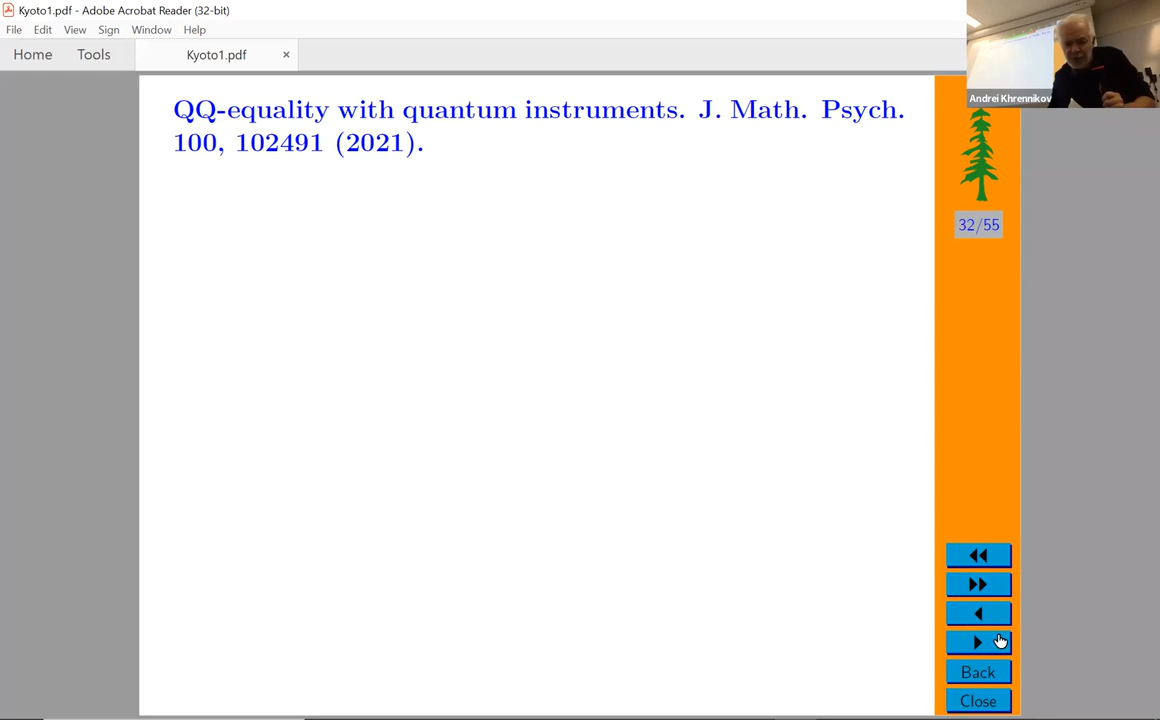 Kyoto1.pdf - Adobe Acrobat Reader (32-bit)
File Edit View Sign Window Help
Home Tools Kyoto1.pdf ×
Andrei Khrennikov
QQ-equality with quantum instruments. J. Math. Psych.
100, 102491 (2021).
32/55
Back
Close